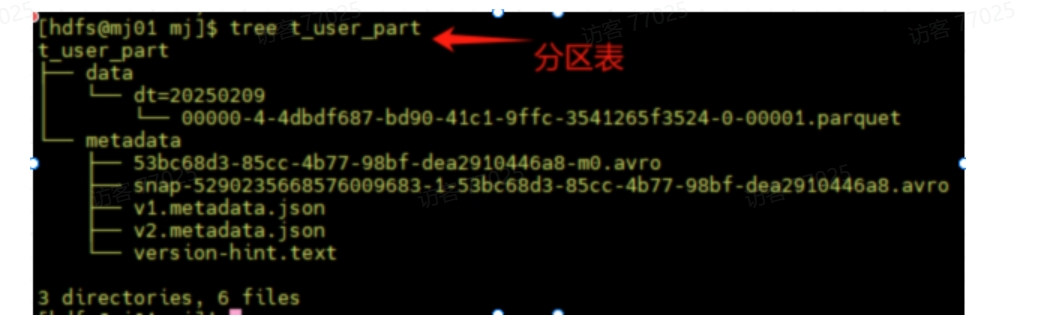 [hdfs@mj01 mj]$ tree t_user_part
分区表
t_user_part
├── data
│   └── dt=20250209
│       └── 00000-4-4dbdf687-bd90-41c1-9ffc-3541265f3524-0-00001.parquet
└── metadata
    ├── 53bc68d3-85cc-4b77-98bf-dea2910446a8-m0.avro
    ├── snap-5290235668576009683-1-53bc68d3-85cc-4b77-98bf-dea2910446a8.avro
    ├── v1.metadata.json
    ├── v2.metadata.json
    └── version-hint.text
3 directories, 6 files
访客 77025
访客 77025
访客 77025
访客 77025
访客 77025
访客 77025